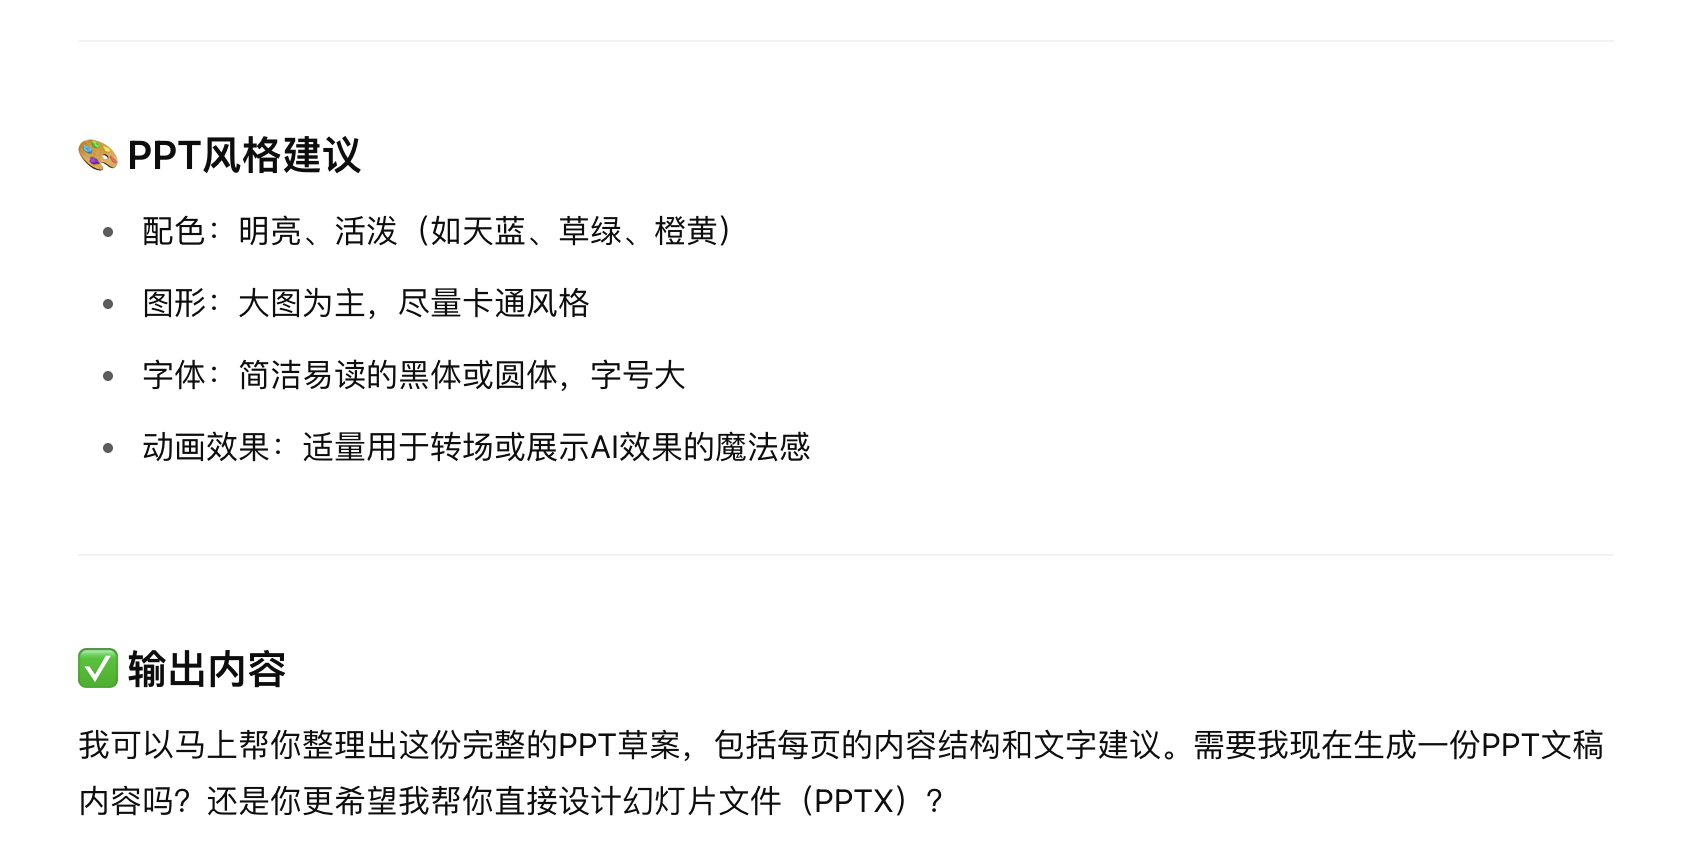 🎨 PPT风格建议
• 配色：明亮、活泼（如天蓝、草绿、橙黄）
• 图形：大图为主，尽量卡通风格
• 字体：简洁易读的黑体或圆体，字号大
• 动画效果：适量用于转场或展示AI效果的魔法感
✅ 输出内容
我可以马上帮你整理出这份完整的PPT草案，包括每页的内容结构和文字建议。需要我现在生成一份PPT文稿
内容吗？还是你更希望我帮你直接设计幻灯片文件（PPTX）？